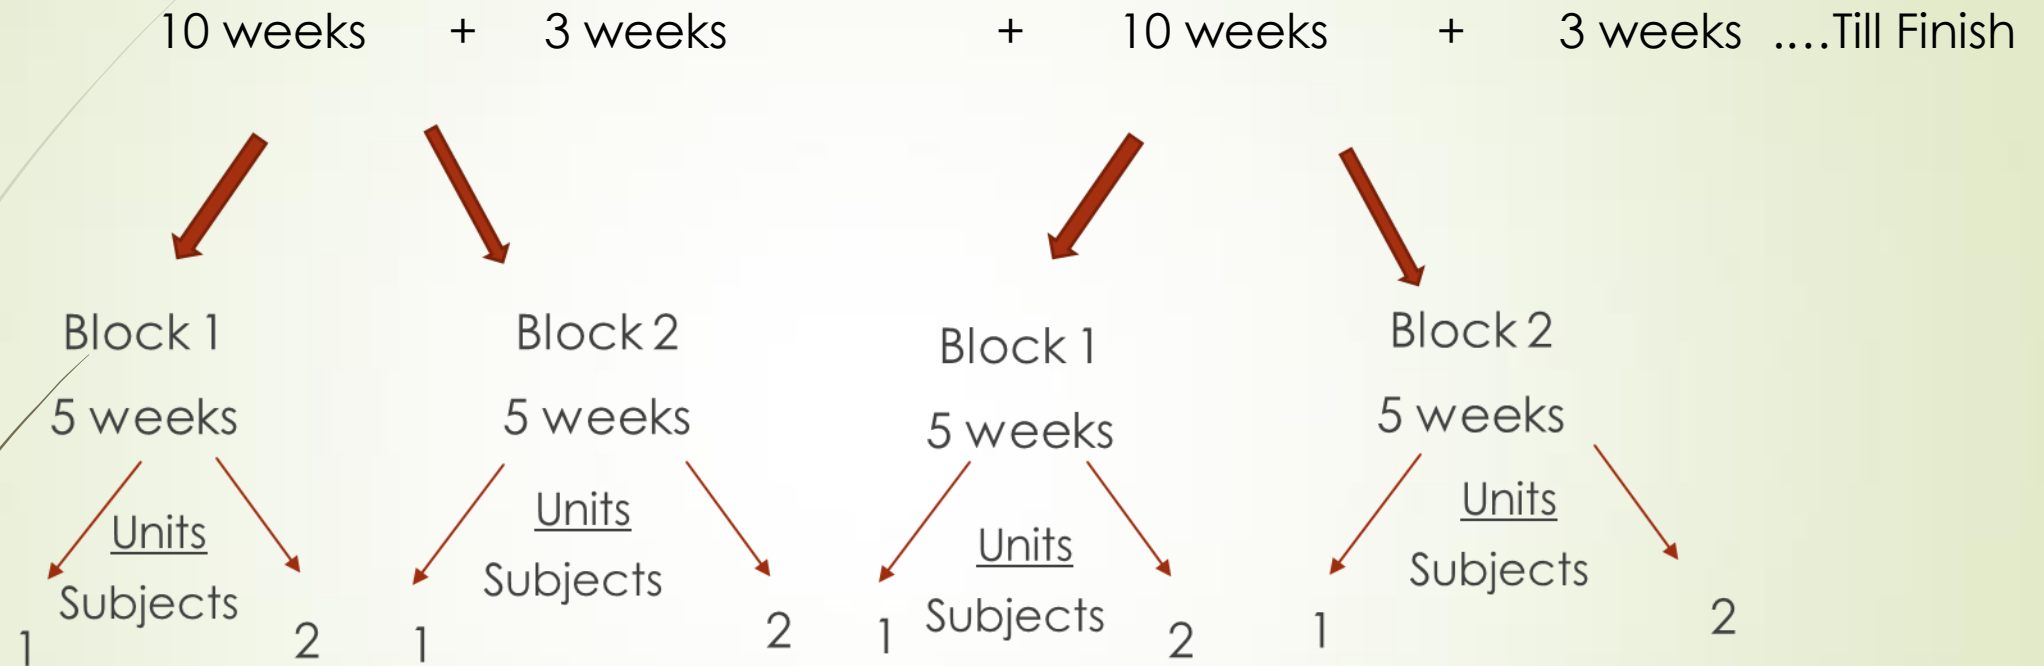 10 weeks + 3 weeks + 10 weeks + 3 weeks ....Till Finish
Block 1
5 weeks
Units
Subjects
1
2
Block 2
5 weeks
Units
Subjects
1
2
Block 1
5 weeks
Units
Subjects
1
2
Block 2
5 weeks
Units
Subjects
1
2